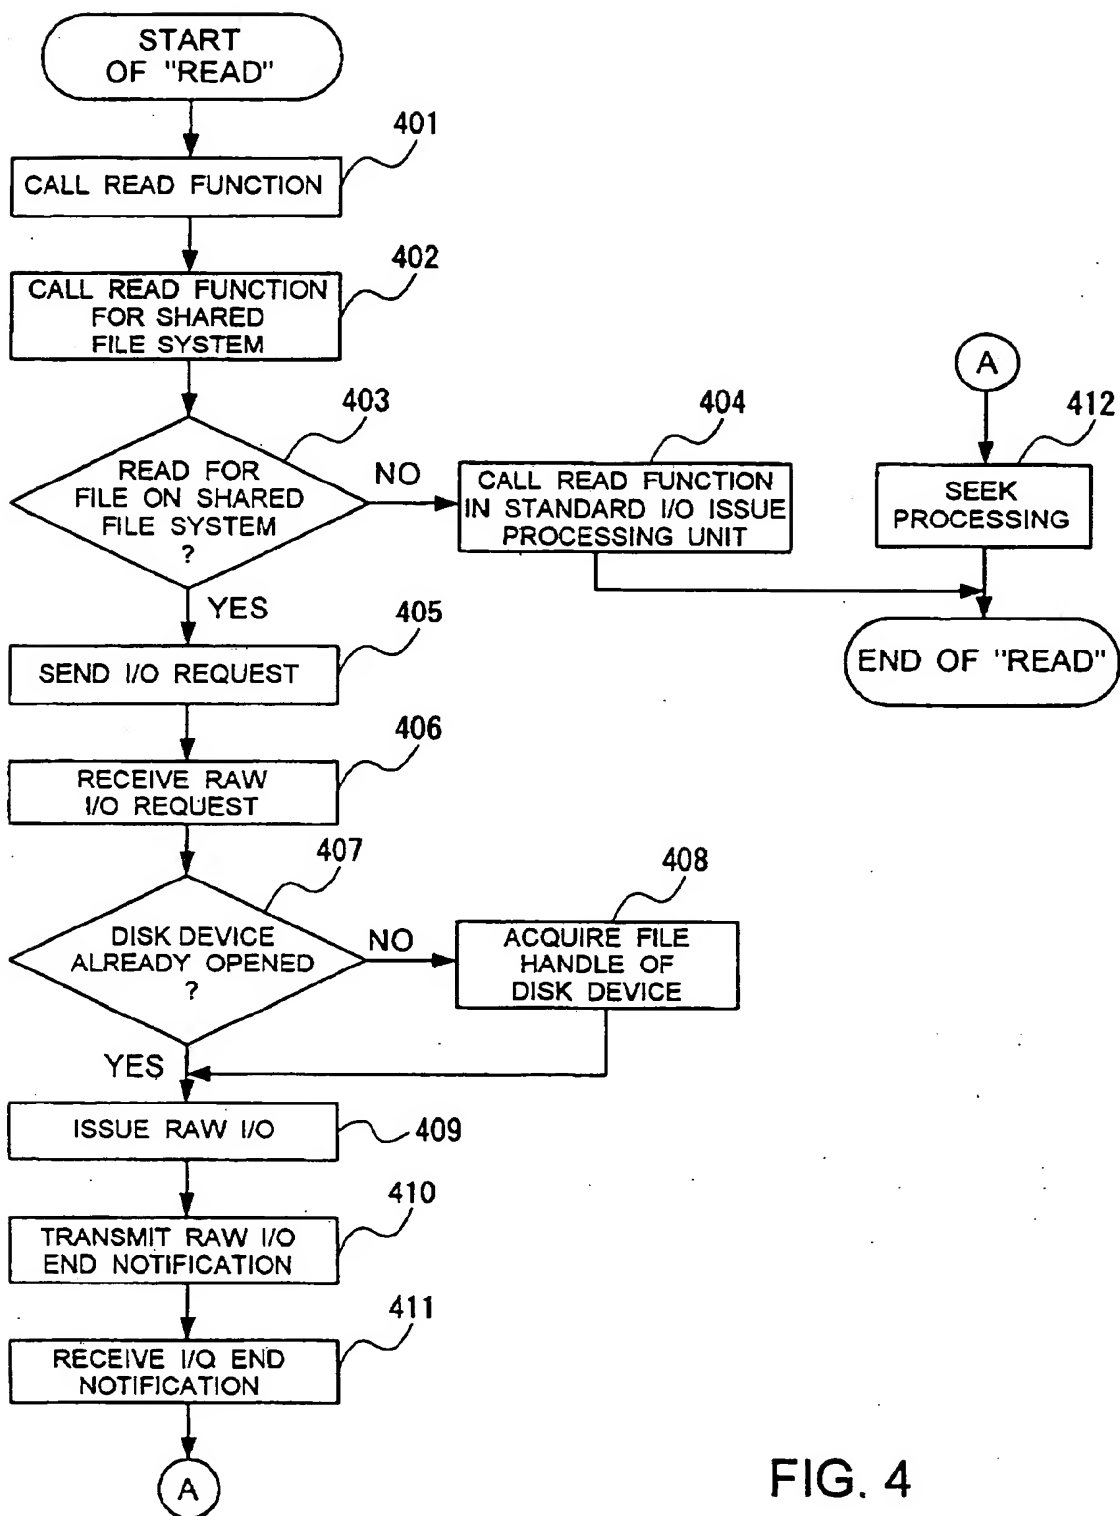 START
OF "READ"
401
CALL READ FUNCTION
402
CALL READ FUNCTION
FOR SHARED
FILE SYSTEM
403
READ FOR
FILE ON SHARED
FILE SYSTEM
?
NO
404
CALL READ FUNCTION
IN STANDARD I/O ISSUE
PROCESSING UNIT
A
412
SEEK
PROCESSING
END OF "READ"
YES
405
SEND I/O REQUEST
406
RECEIVE RAW
I/O REQUEST
407
DISK DEVICE
ALREADY OPENED
?
NO
408
ACQUIRE FILE
HANDLE OF
DISK DEVICE
YES
ISSUE RAW I/O
409
410
TRANSMIT RAW I/O
END NOTIFICATION
411
RECEIVE I/O END
NOTIFICATION
A
FIG. 4